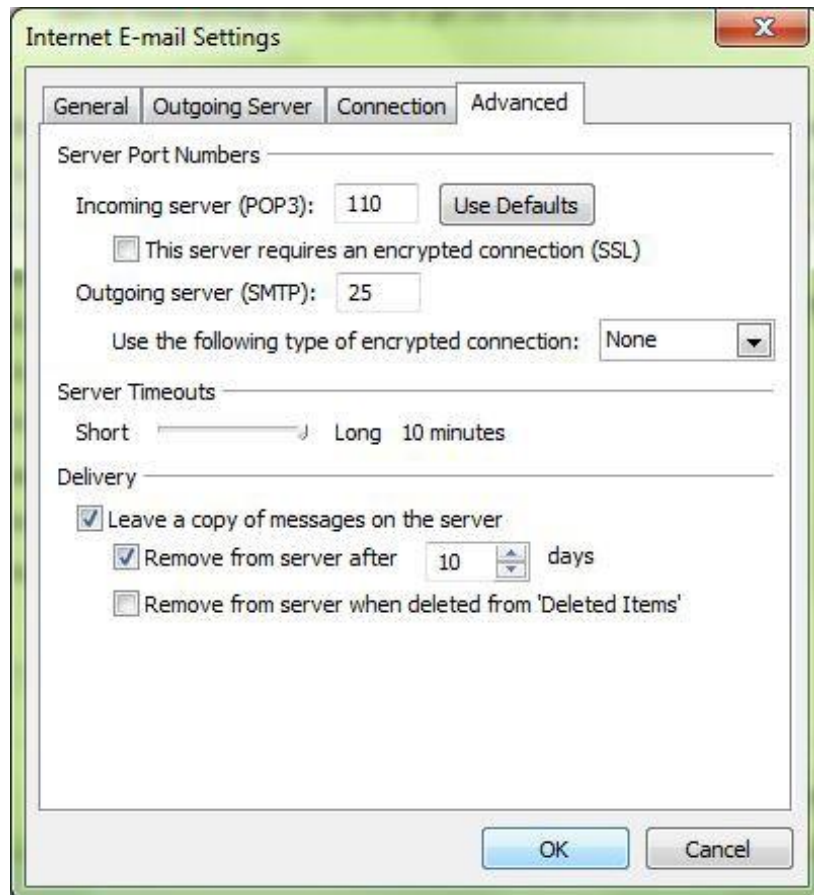 Internet E-mail Settings
General Outgoing Server Connection Advanced
Server Port Numbers
Incoming server (POP3): 110 Use Defaults
This server requires an encrypted connection (SSL)
Outgoing server (SMTP): 25
Use the following type of encrypted connection: None
Server Timeouts
Short Long 10 minutes
Delivery
Leave a copy of messages on the server
Remove from server after 10 days
Remove from server when deleted from 'Deleted Items'
OK Cancel